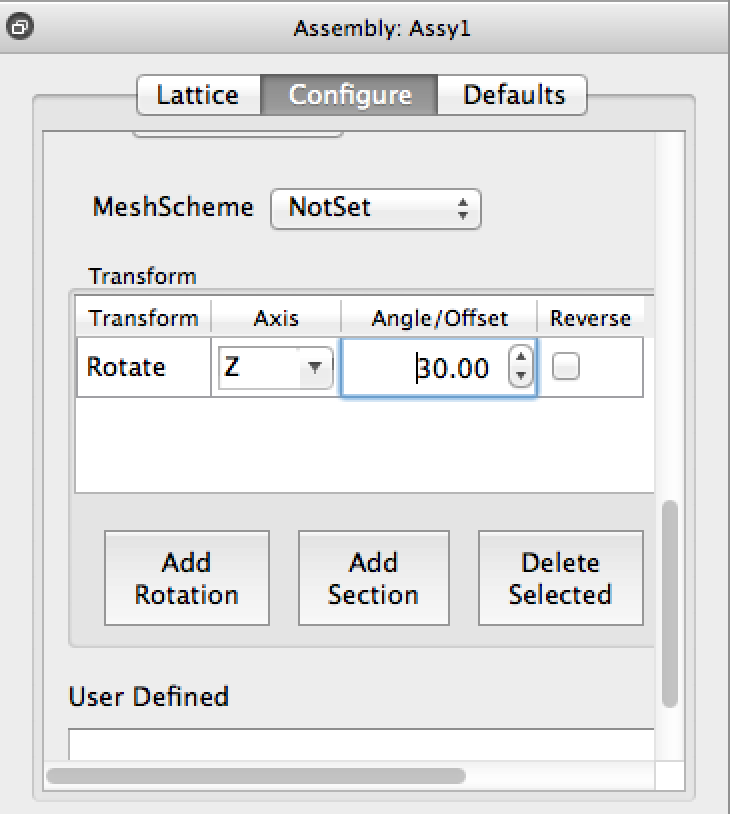 Assembly: Assy1
Lattice Configure Defaults
MeshScheme NotSet
Transform
Transform Axis Angle/Offset Reverse
Rotate Z 30.00
Add Rotation
Add Section
Delete Selected
User Defined